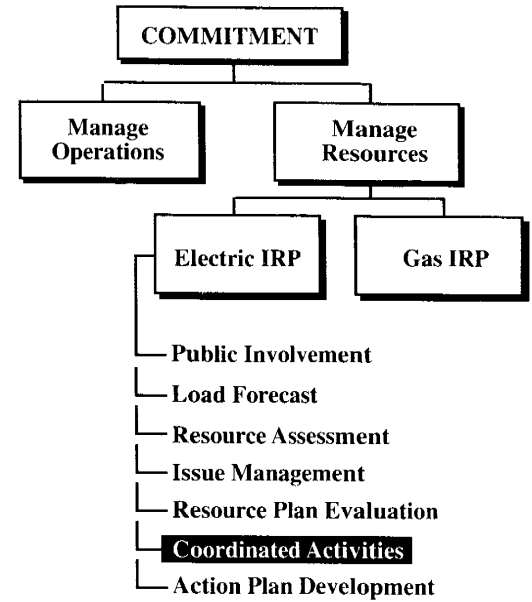 COMMITMENT
Manage
Operations
Manage
Resources
Electric IRP
Gas IRP
Public Involvement
Load Forecast
Resource Assessment
Issue Management
Resource Plan Evaluation
Coordinated Activities
Action Plan Development